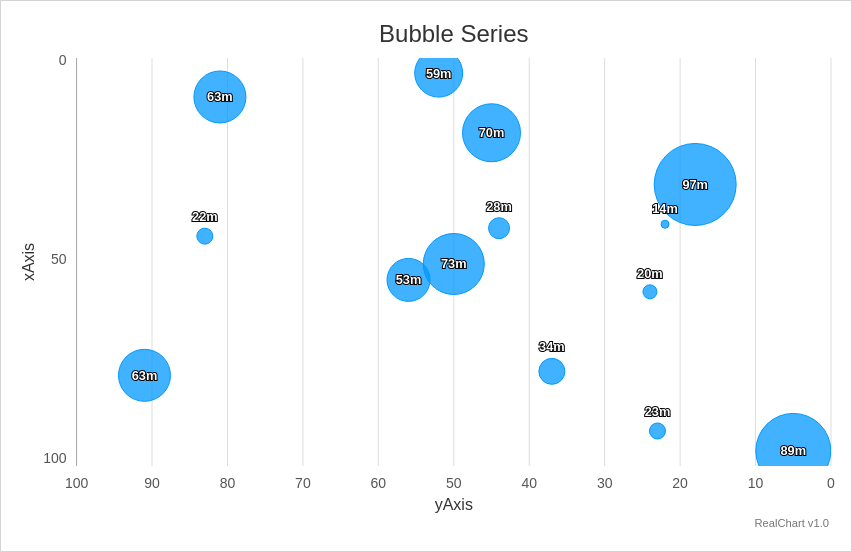 Bubble Series
0
59m
63m
70m
97m
28m
14m
22m
xAxis
50
73m
53m
20m
34m
63m
23m
89m
100
100 90 80 70 60 50 40 30 20 10 0
yAxis
RealChart v1.0